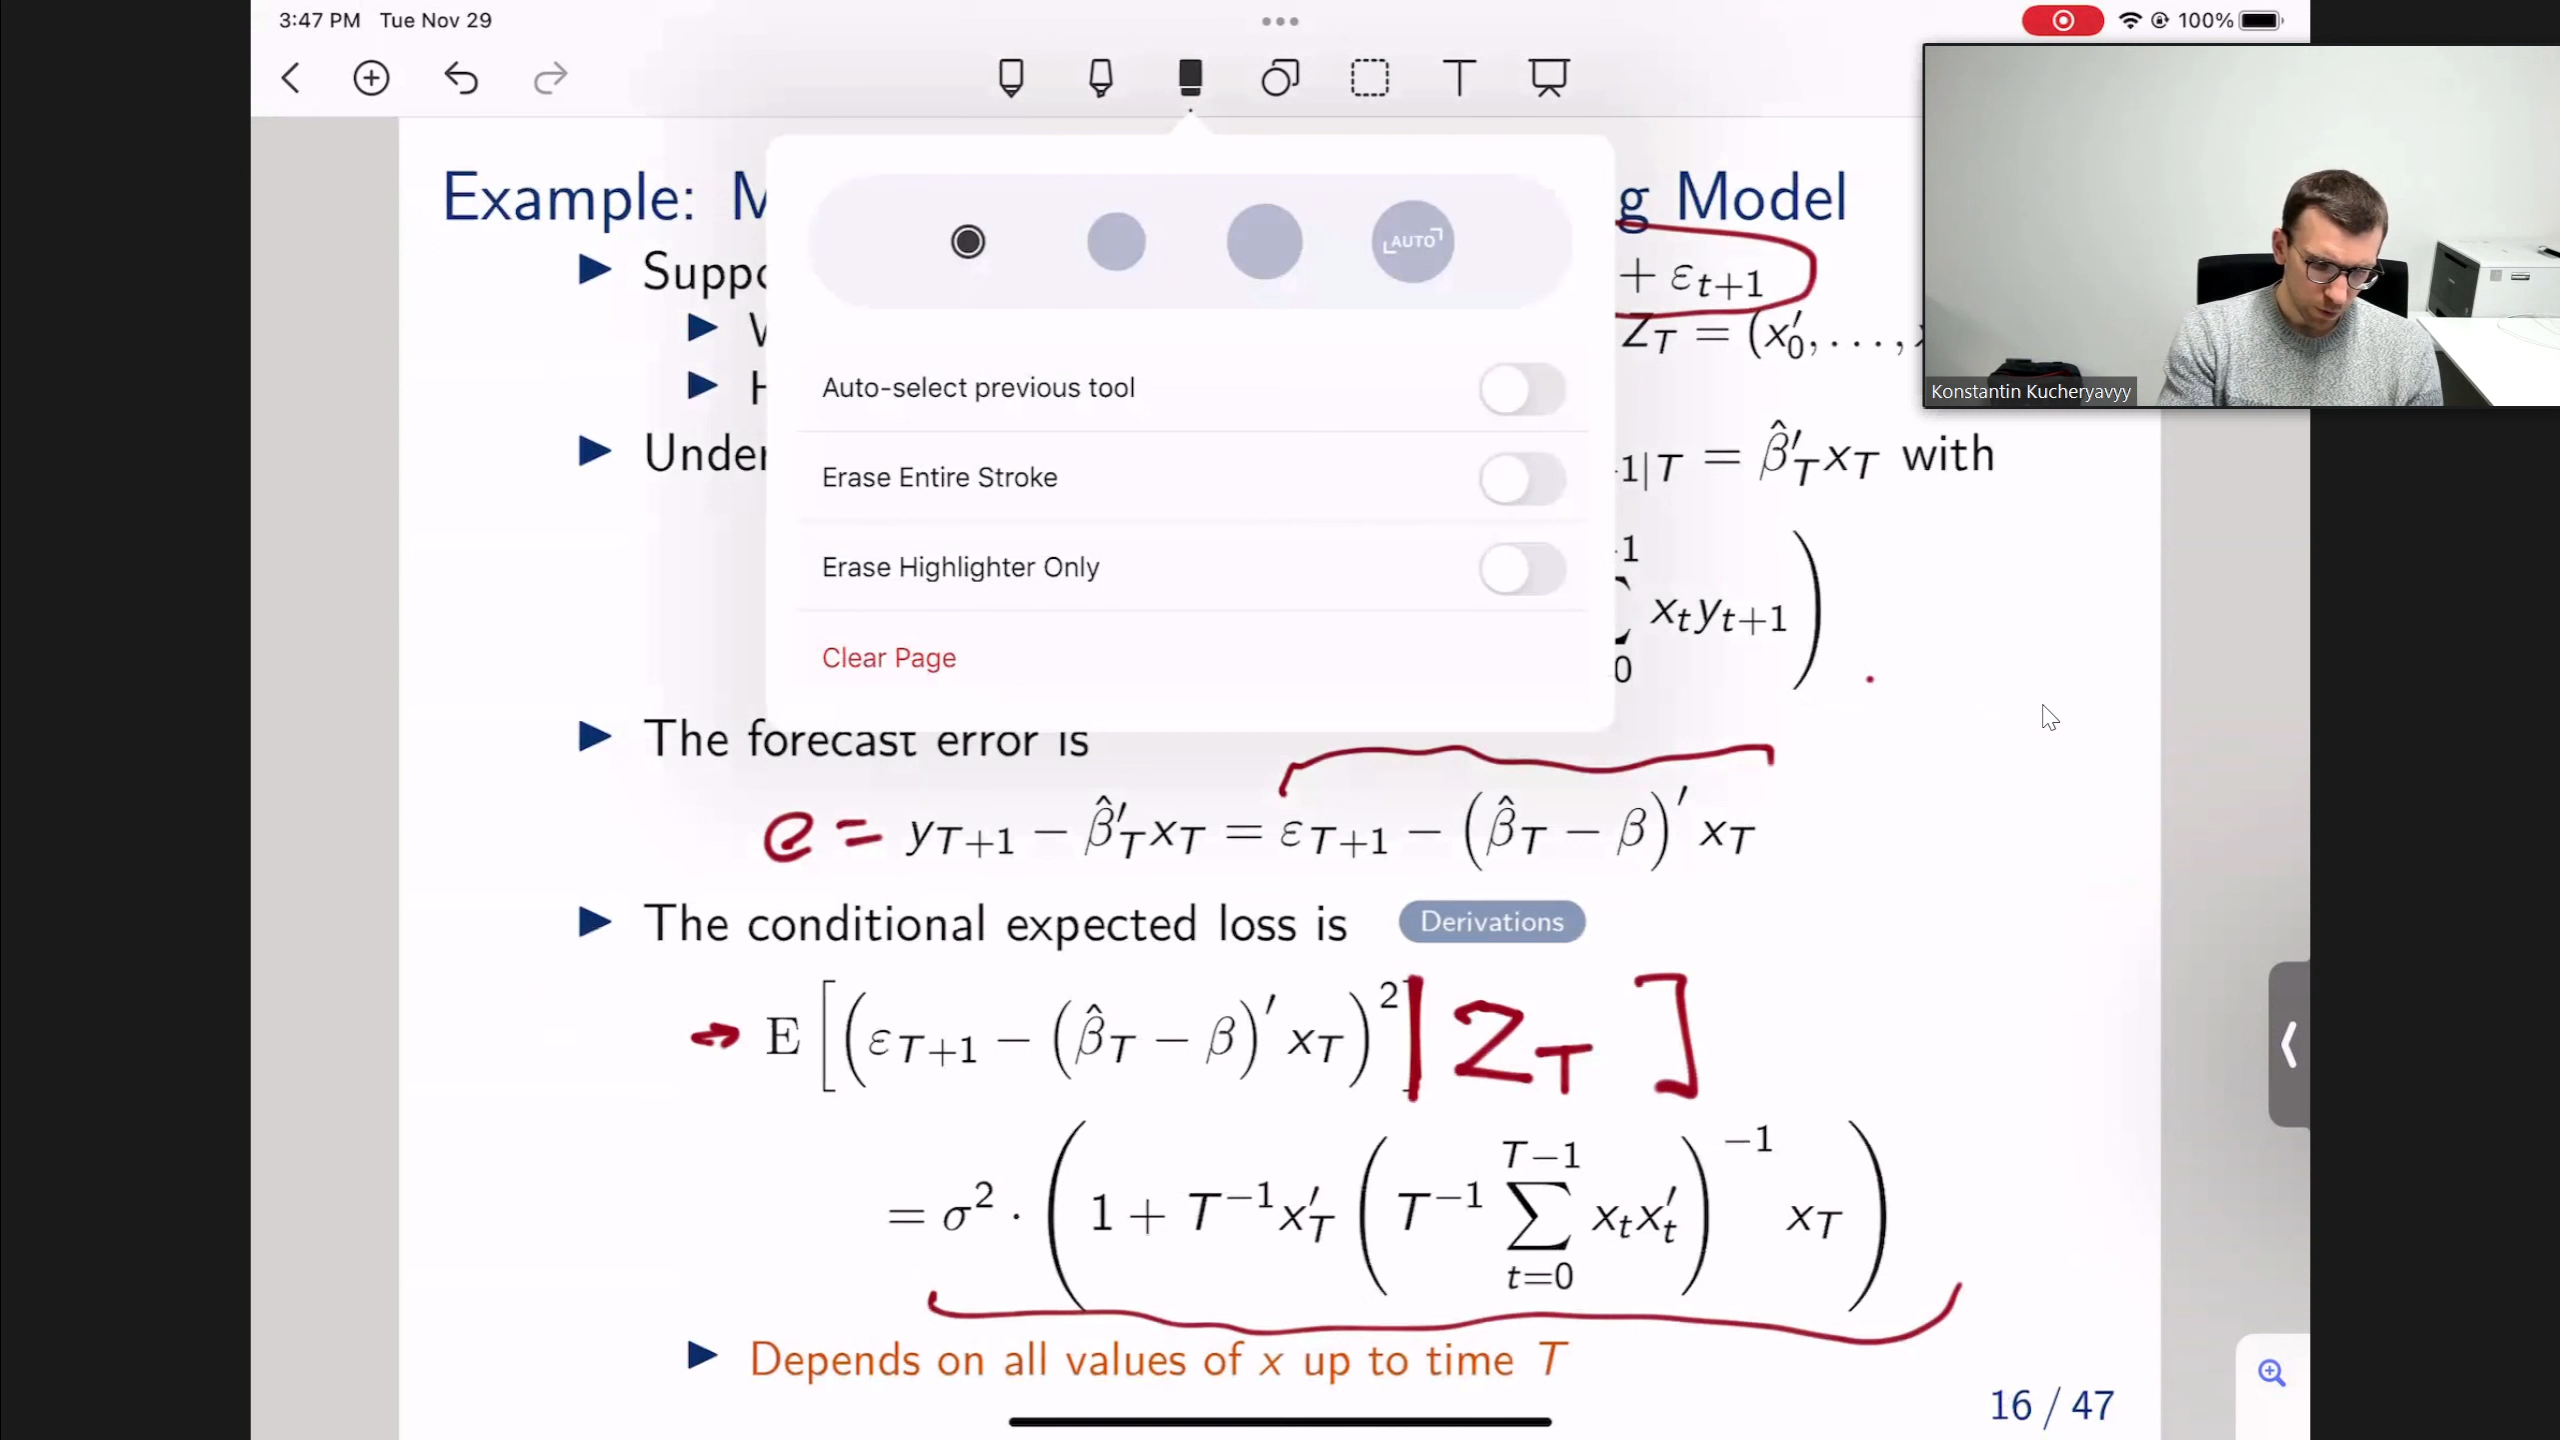 3:47 PM Tue Nov 29
100%
T
Konstantin Kucheryavyy
AUTO
Auto-select previous tool
Erase Entire Stroke
Erase Highlighter Only
Clear Page
Example: M g Model
▶ Suppo + ε_{t+1}
▶ Z_T = (x′_0, . . . ,
▶ H
▶ Under 1|T = β̂′_T x_T with
1
0 x_t y_{t+1} )
▶ The forecast error is
e = y_{T+1} − β̂′_T x_T = ε_{T+1} − (β̂_T − β)′ x_T
▶ The conditional expected loss is Derivations
E [(ε_{T+1} − (β̂_T − β)′ x_T)² | Z_T ]
= σ² · ( 1 + T^{−1} x′_T ( T^{−1} ∑_{t=0}^{T−1} x_t x′_t )^{−1} x_T )
▶ Depends on all values of x up to time T
16 / 47